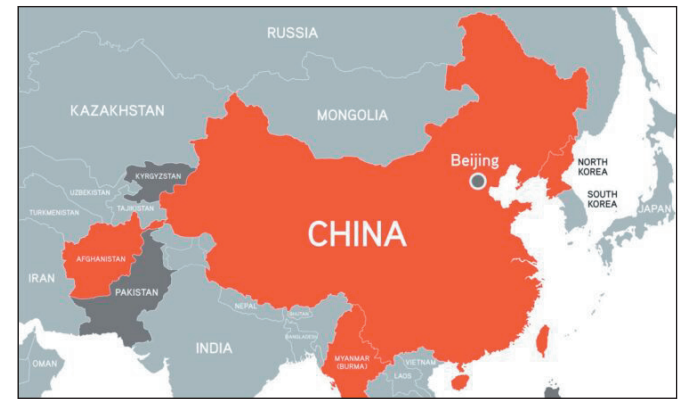 RUSSIA
KAZAKHSTAN
MONGOLIA
Beijing
NORTH
KOREA
KYRGYZSTAN
UZBEKISTAN
SOUTH
KOREA
TURKMENISTAN
TAJIKISTAN
JAPAN
CHINA
AFGHANISTAN
IRAN
PAKISTAN
NEPAL
BHUTAN
BANGLADESH
INDIA
MYANMAR
(BURMA)
VIETNAM
OMAN
LAOS